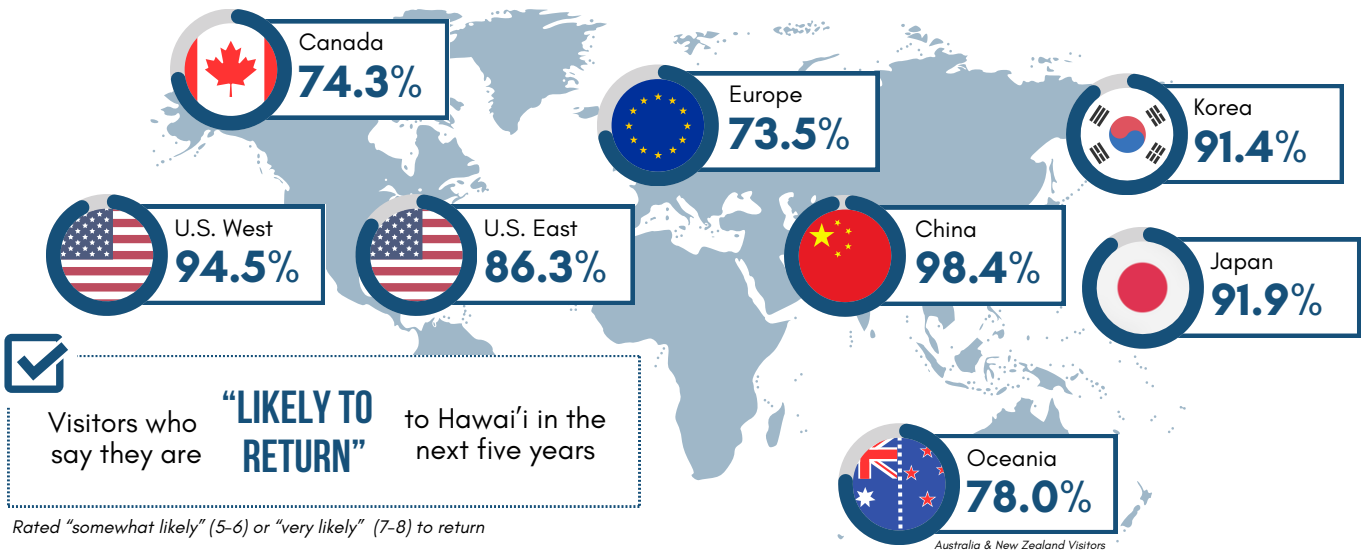 Canada
74.3%
Europe
73.5%
Korea
91.4%
U.S. West
94.5%
U.S. East
86.3%
China
98.4%
Japan
91.9%
Visitors who
say they are
“LIKELY TO
RETURN”
to Hawai’i in the
next five years
Oceania
78.0%
Rated “somewhat likely” (5-6) or “very likely” (7-8) to return
Australia & New Zealand Visitors